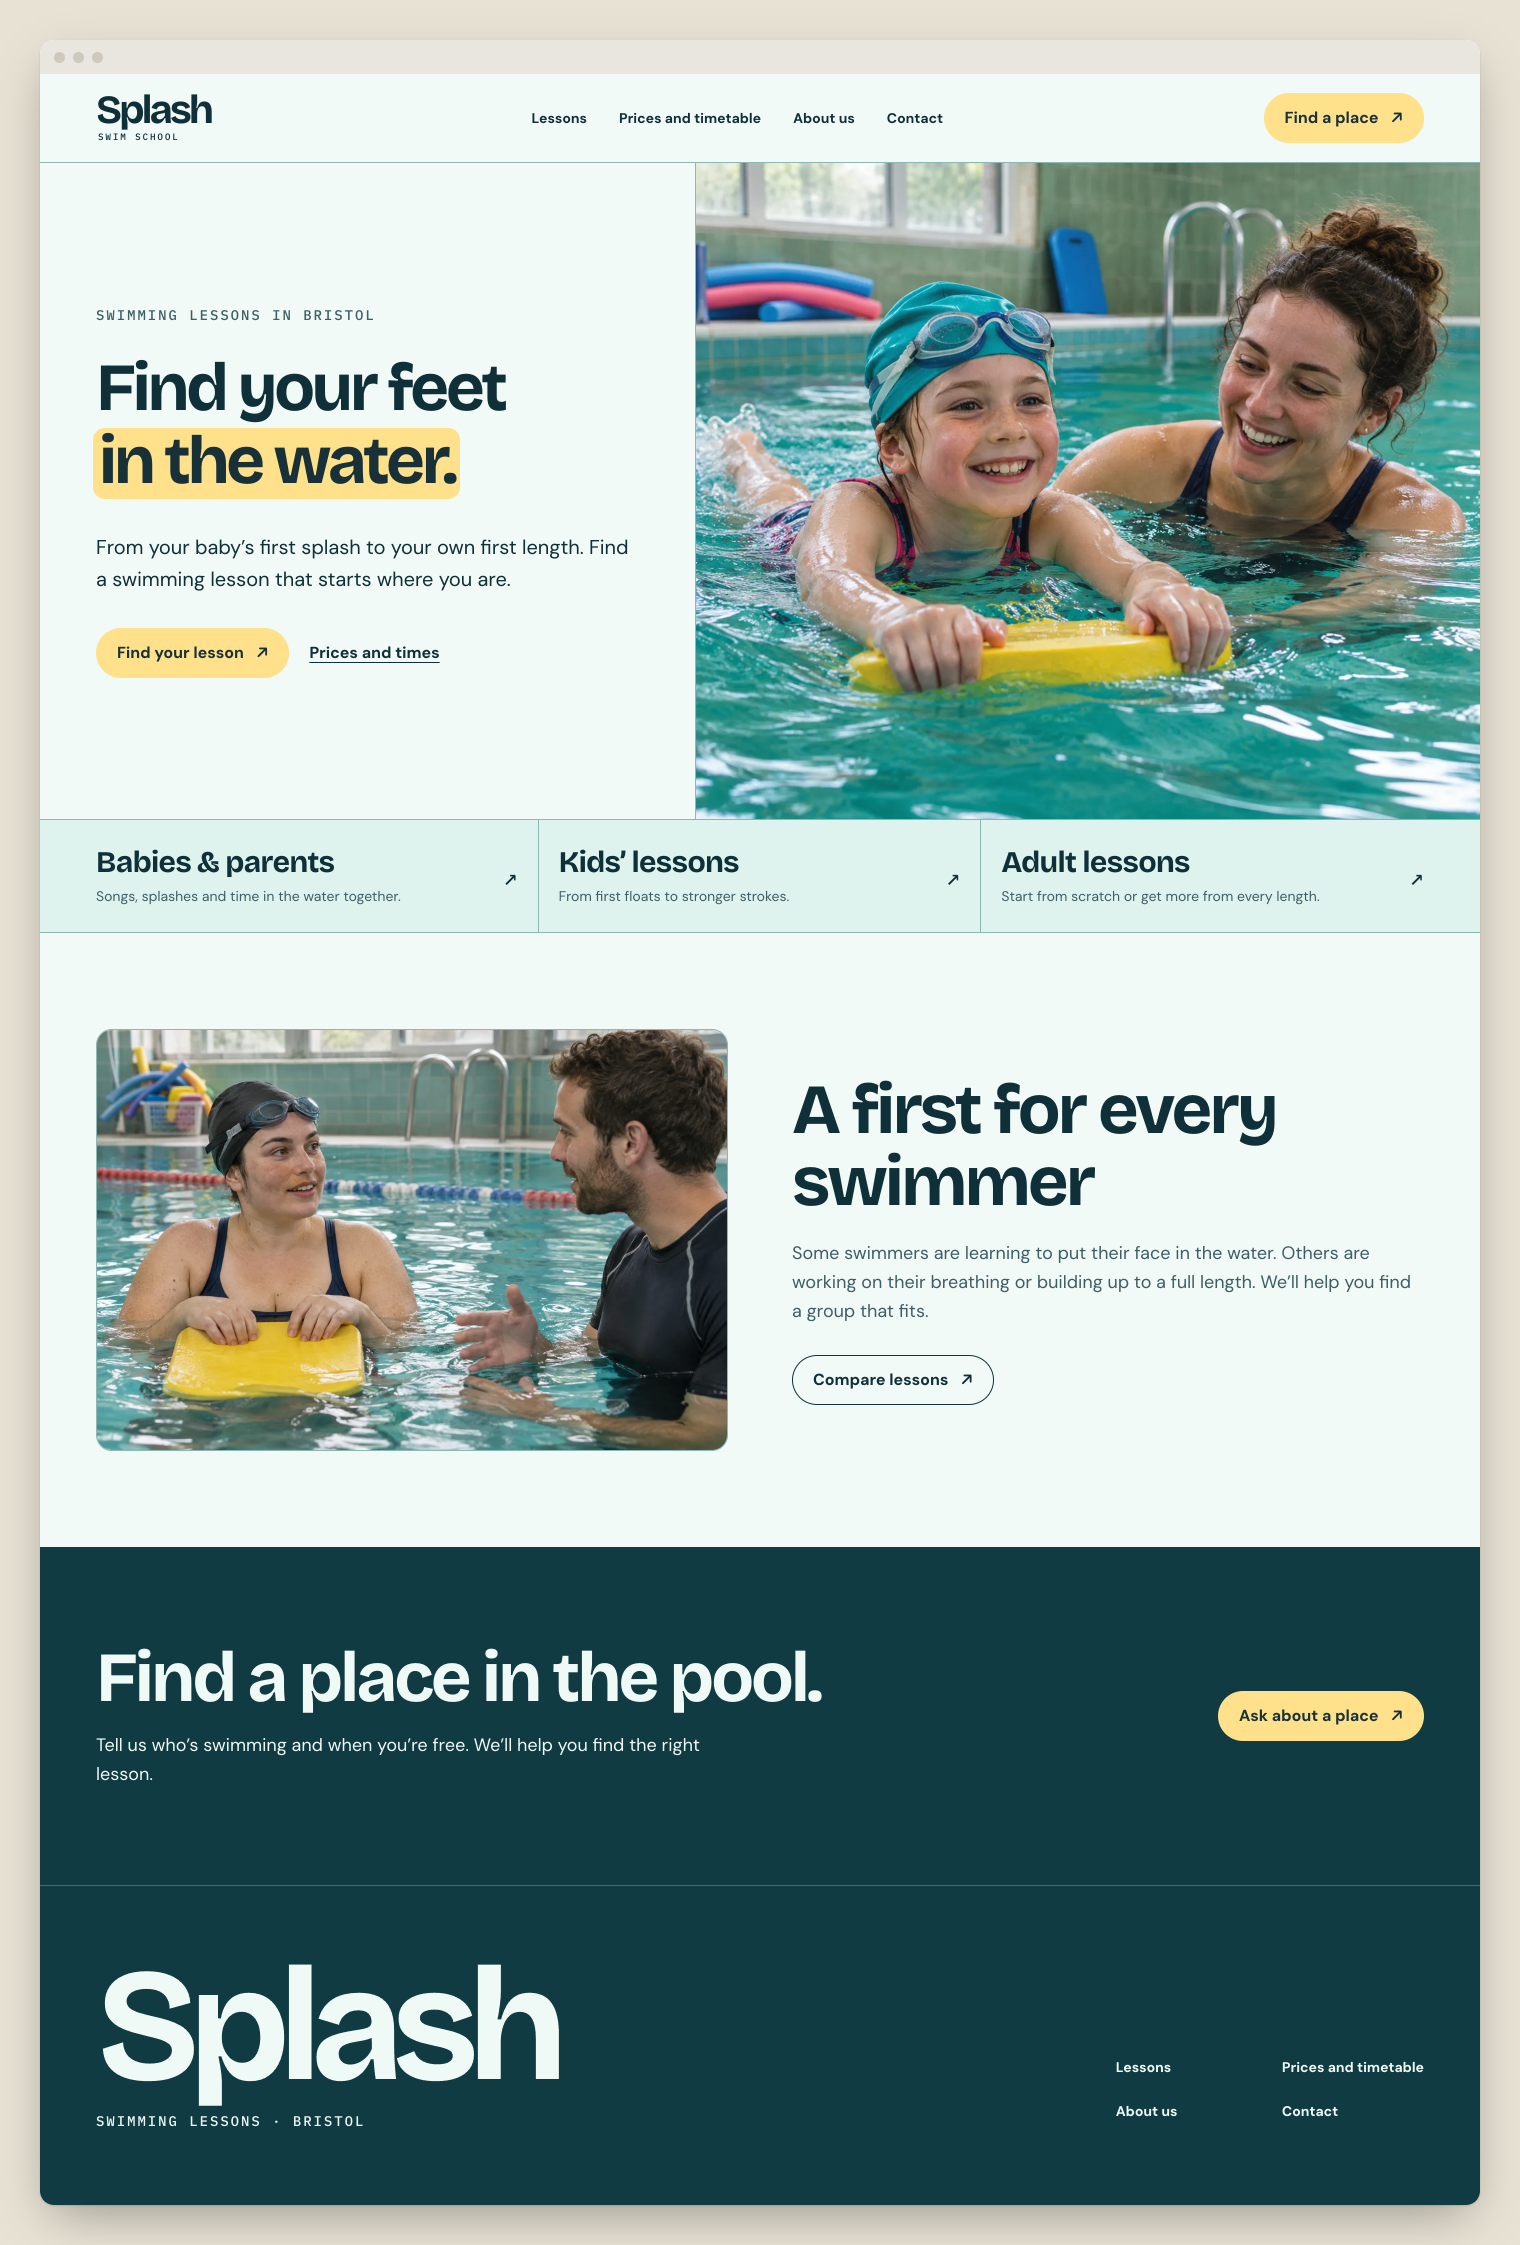 Splash
SWIM SCHOOL
Lessons
Prices and timetable
About us
Contact
Find a place ↗
SWIMMING LESSONS IN BRISTOL
Find your feet
in the water.
From your baby’s first splash to your own first length. Find
a swimming lesson that starts where you are.
Find your lesson ↗
Prices and times
Babies & parents
Songs, splashes and time in the water together.
↗
Kids’ lessons
From first floats to stronger strokes.
↗
Adult lessons
Start from scratch or get more from every length.
↗
A first for every
swimmer
Some swimmers are learning to put their face in the water. Others are
working on their breathing or building up to a full length. We’ll help you find
a group that fits.
Compare lessons ↗
Find a place in the pool.
Tell us who’s swimming and when you’re free. We’ll help you find the right
lesson.
Ask about a place ↗
Splash
SWIMMING LESSONS · BRISTOL
Lessons
Prices and timetable
About us
Contact